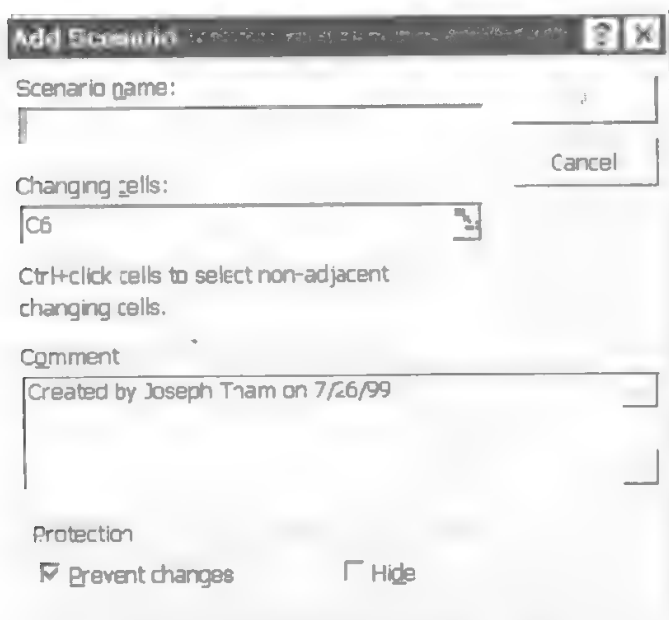 Add Scenario
Scenario name:
Cancel
Changing cells:
C6
Ctrl+click cells to select non-adjacent
changing cells.
Comment
Created by Joseph Tham on 7/26/99
Protection
Prevent changes
Hide